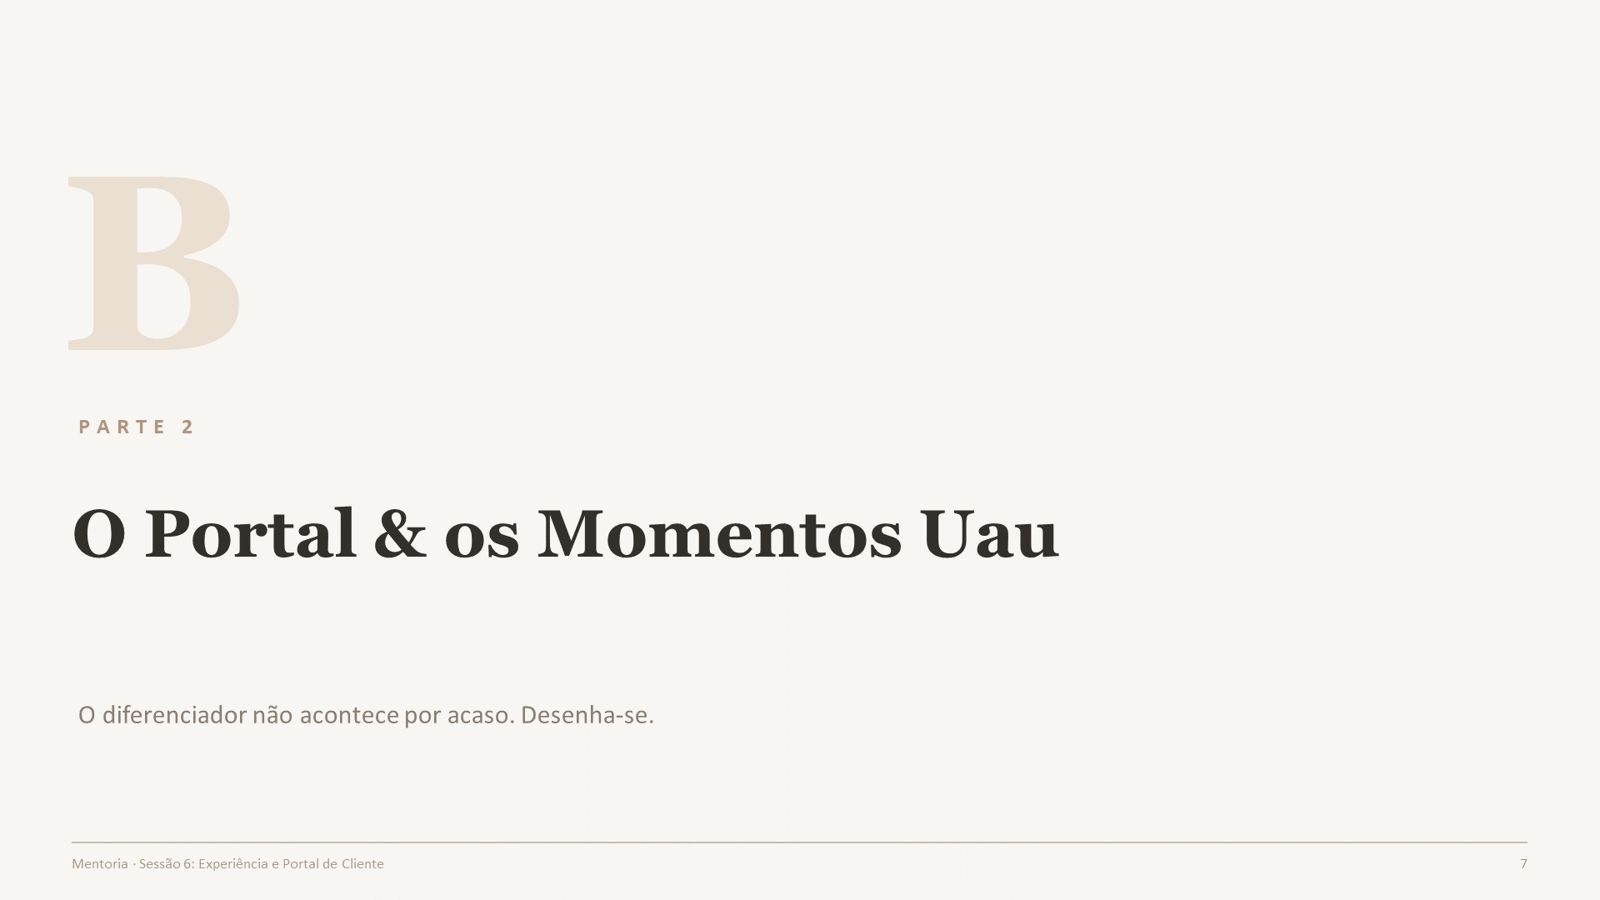 B
PARTE 2
O Portal & os Momentos Uau
O diferenciador não acontece por acaso. Desenha-se.
Mentoria · Sessão 6: Experiência e Portal de Cliente
7